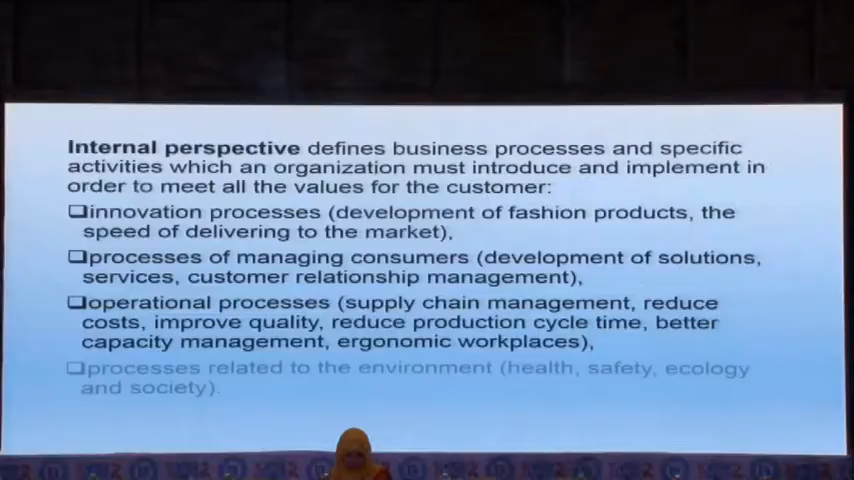 Internal perspective defines business processes and specific
activities which an organization must introduce and implement in
order to meet all the values for the customer:
❑innovation processes (development of fashion products, the
speed of delivering to the market),
❑processes of managing consumers (development of solutions,
services, customer relationship management),
❑operational processes (supply chain management, reduce
costs, improve quality, reduce production cycle time, better
capacity management, ergonomic workplaces),
❑processes related to the environment (health, safety, ecology
and society).